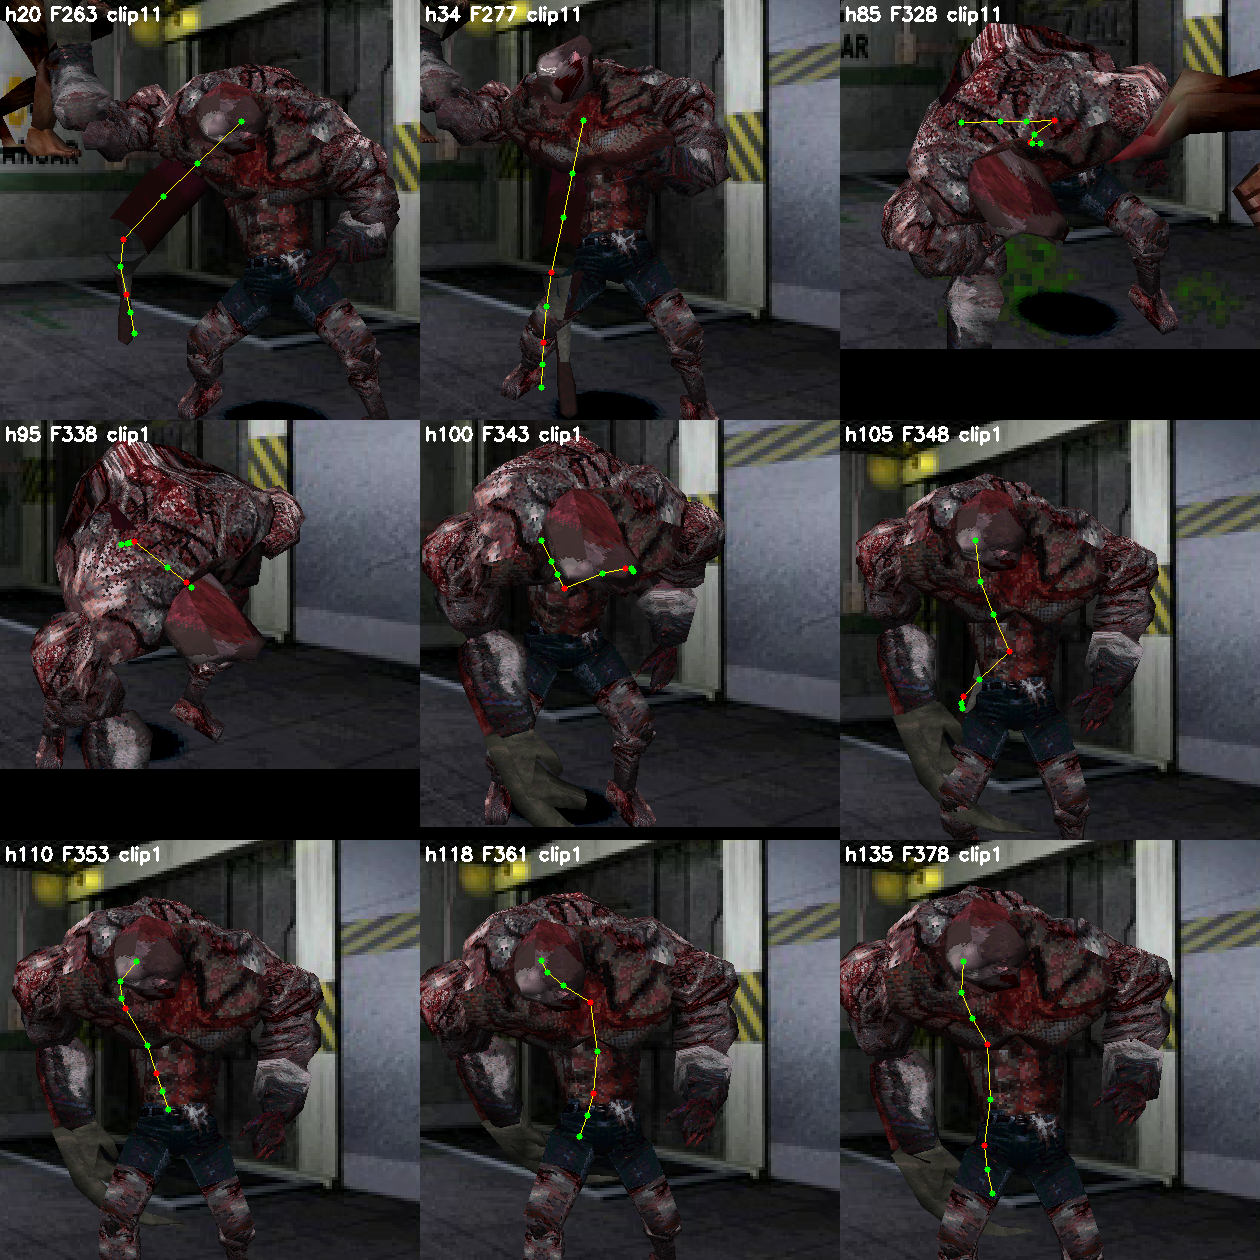 h20 F263 clip11
h34 F277 clip11
h85 F328 clip11
AR
h95 F338 clip1
h100 F343 clip1
h105 F348 clip1
h110 F353 clip1
h118 F361 clip1
h135 F378 clip1